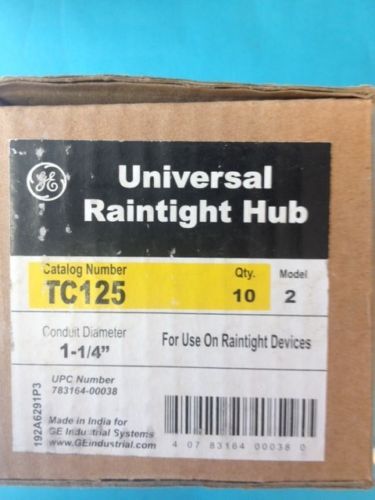 GE
Universal
Raintight Hub
Catalog Number Qty. Model
TC125 10 2
Conduit Diameter
1-1/4" For Use On Raintight Devices
UPC Number
783164-00038
Made in India for
GE Industrial Systems
www.GEindustrial.com
4 0 7 83164 00038 0
192A6291P3